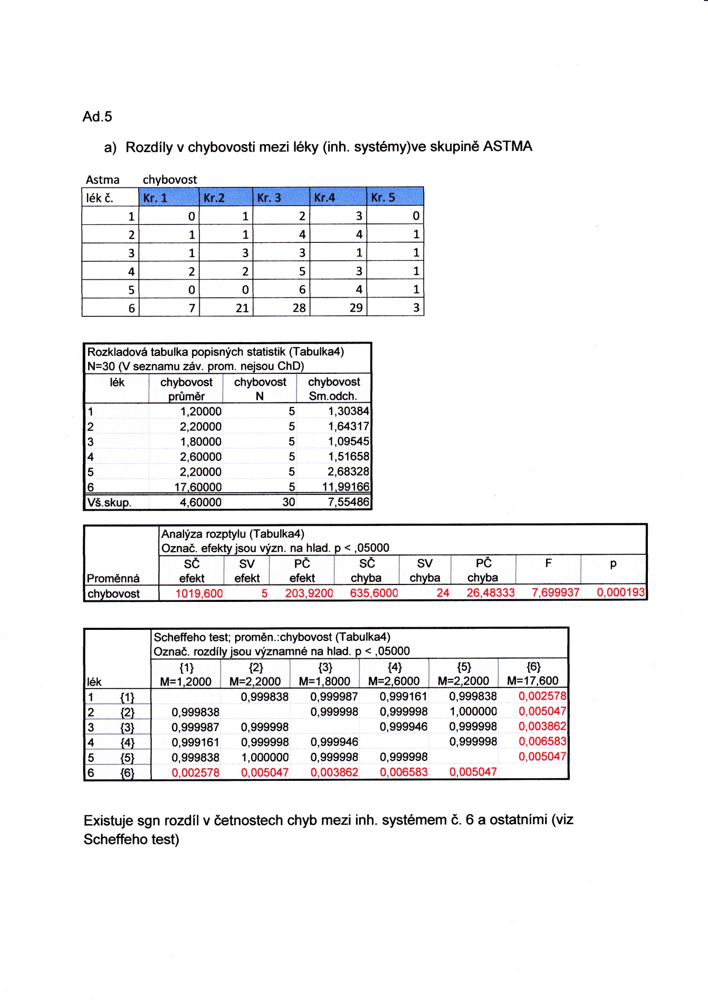 Ad.5
a) Rozdíly v chybovosti mezi léky (inh. systémy)ve skupině ASTMA
Astma chybovost
lék č. Kr. 1 Kr.2 Kr. 3 Kr.4 Kr. 5
1 0 1 2 3 0
2 1 1 4 4 1
3 1 3 3 1 1
4 2 2 5 3 1
5 0 0 6 4 1
6 7 21 28 29 3
Rozkladová tabulka popisných statistik (Tabulka4)
N=30 (V seznamu záv. prom. nejsou ChD)
lék chybovost chybovost chybovost
průměr N Sm.odch.
1 1,20000 5 1,30384
2 2,20000 5 1,64317
3 1,80000 5 1,09545
4 2,60000 5 1,51658
5 2,20000 5 2,68328
6 17,60000 5 11,99166
Vš.skup. 4,60000 30 7,55486
Analýza rozptylu (Tabulka4)
Označ. efekty jsou význ. na hlad. p < ,05000
SČ SV PČ SČ SV PČ F p
Proměnná efekt efekt efekt chyba chyba chyba
chybovost 1019,600 5 203,9200 635,6000 24 26,48333 7,699937 0,000193
Scheffeho test; proměn.:chybovost (Tabulka4)
Označ. rozdíly jsou významné na hlad. p < ,05000
{1} {2} {3} {4} {5} {6}
lék M=1,2000 M=2,2000 M=1,8000 M=2,6000 M=2,2000 M=17,600
1 {1} 0,999838 0,999987 0,999161 0,999838 0,002578
2 {2} 0,999838 0,999998 0,999998 1,000000 0,005047
3 {3} 0,999987 0,999998 0,999946 0,999998 0,003862
4 {4} 0,999161 0,999998 0,999946 0,999998 0,006583
5 {5} 0,999838 1,000000 0,999998 0,999998 0,005047
6 {6} 0,002578 0,005047 0,003862 0,006583 0,005047
Existuje sgn rozdíl v četnostech chyb mezi inh. systémem č. 6 a ostatními (viz
Scheffeho test)